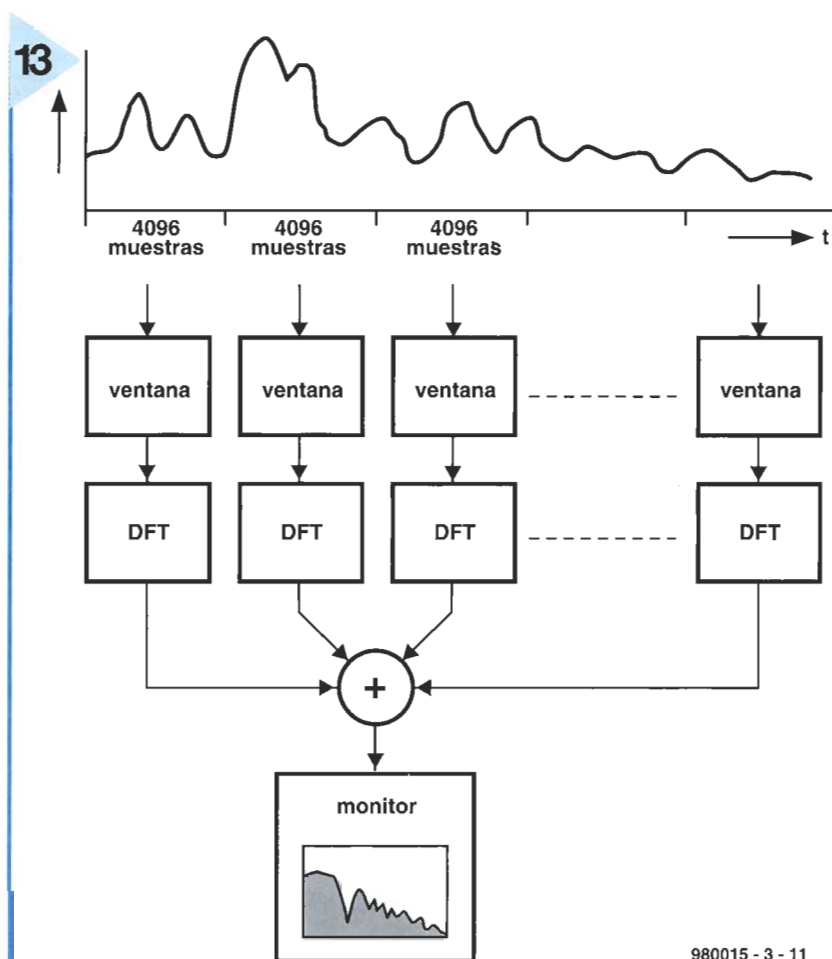 13
4096 4096 4096
muestras muestras muestras
t
ventana ventana ventana ventana
DFT DFT DFT DFT
+
monitor
980015 - 3 - 11